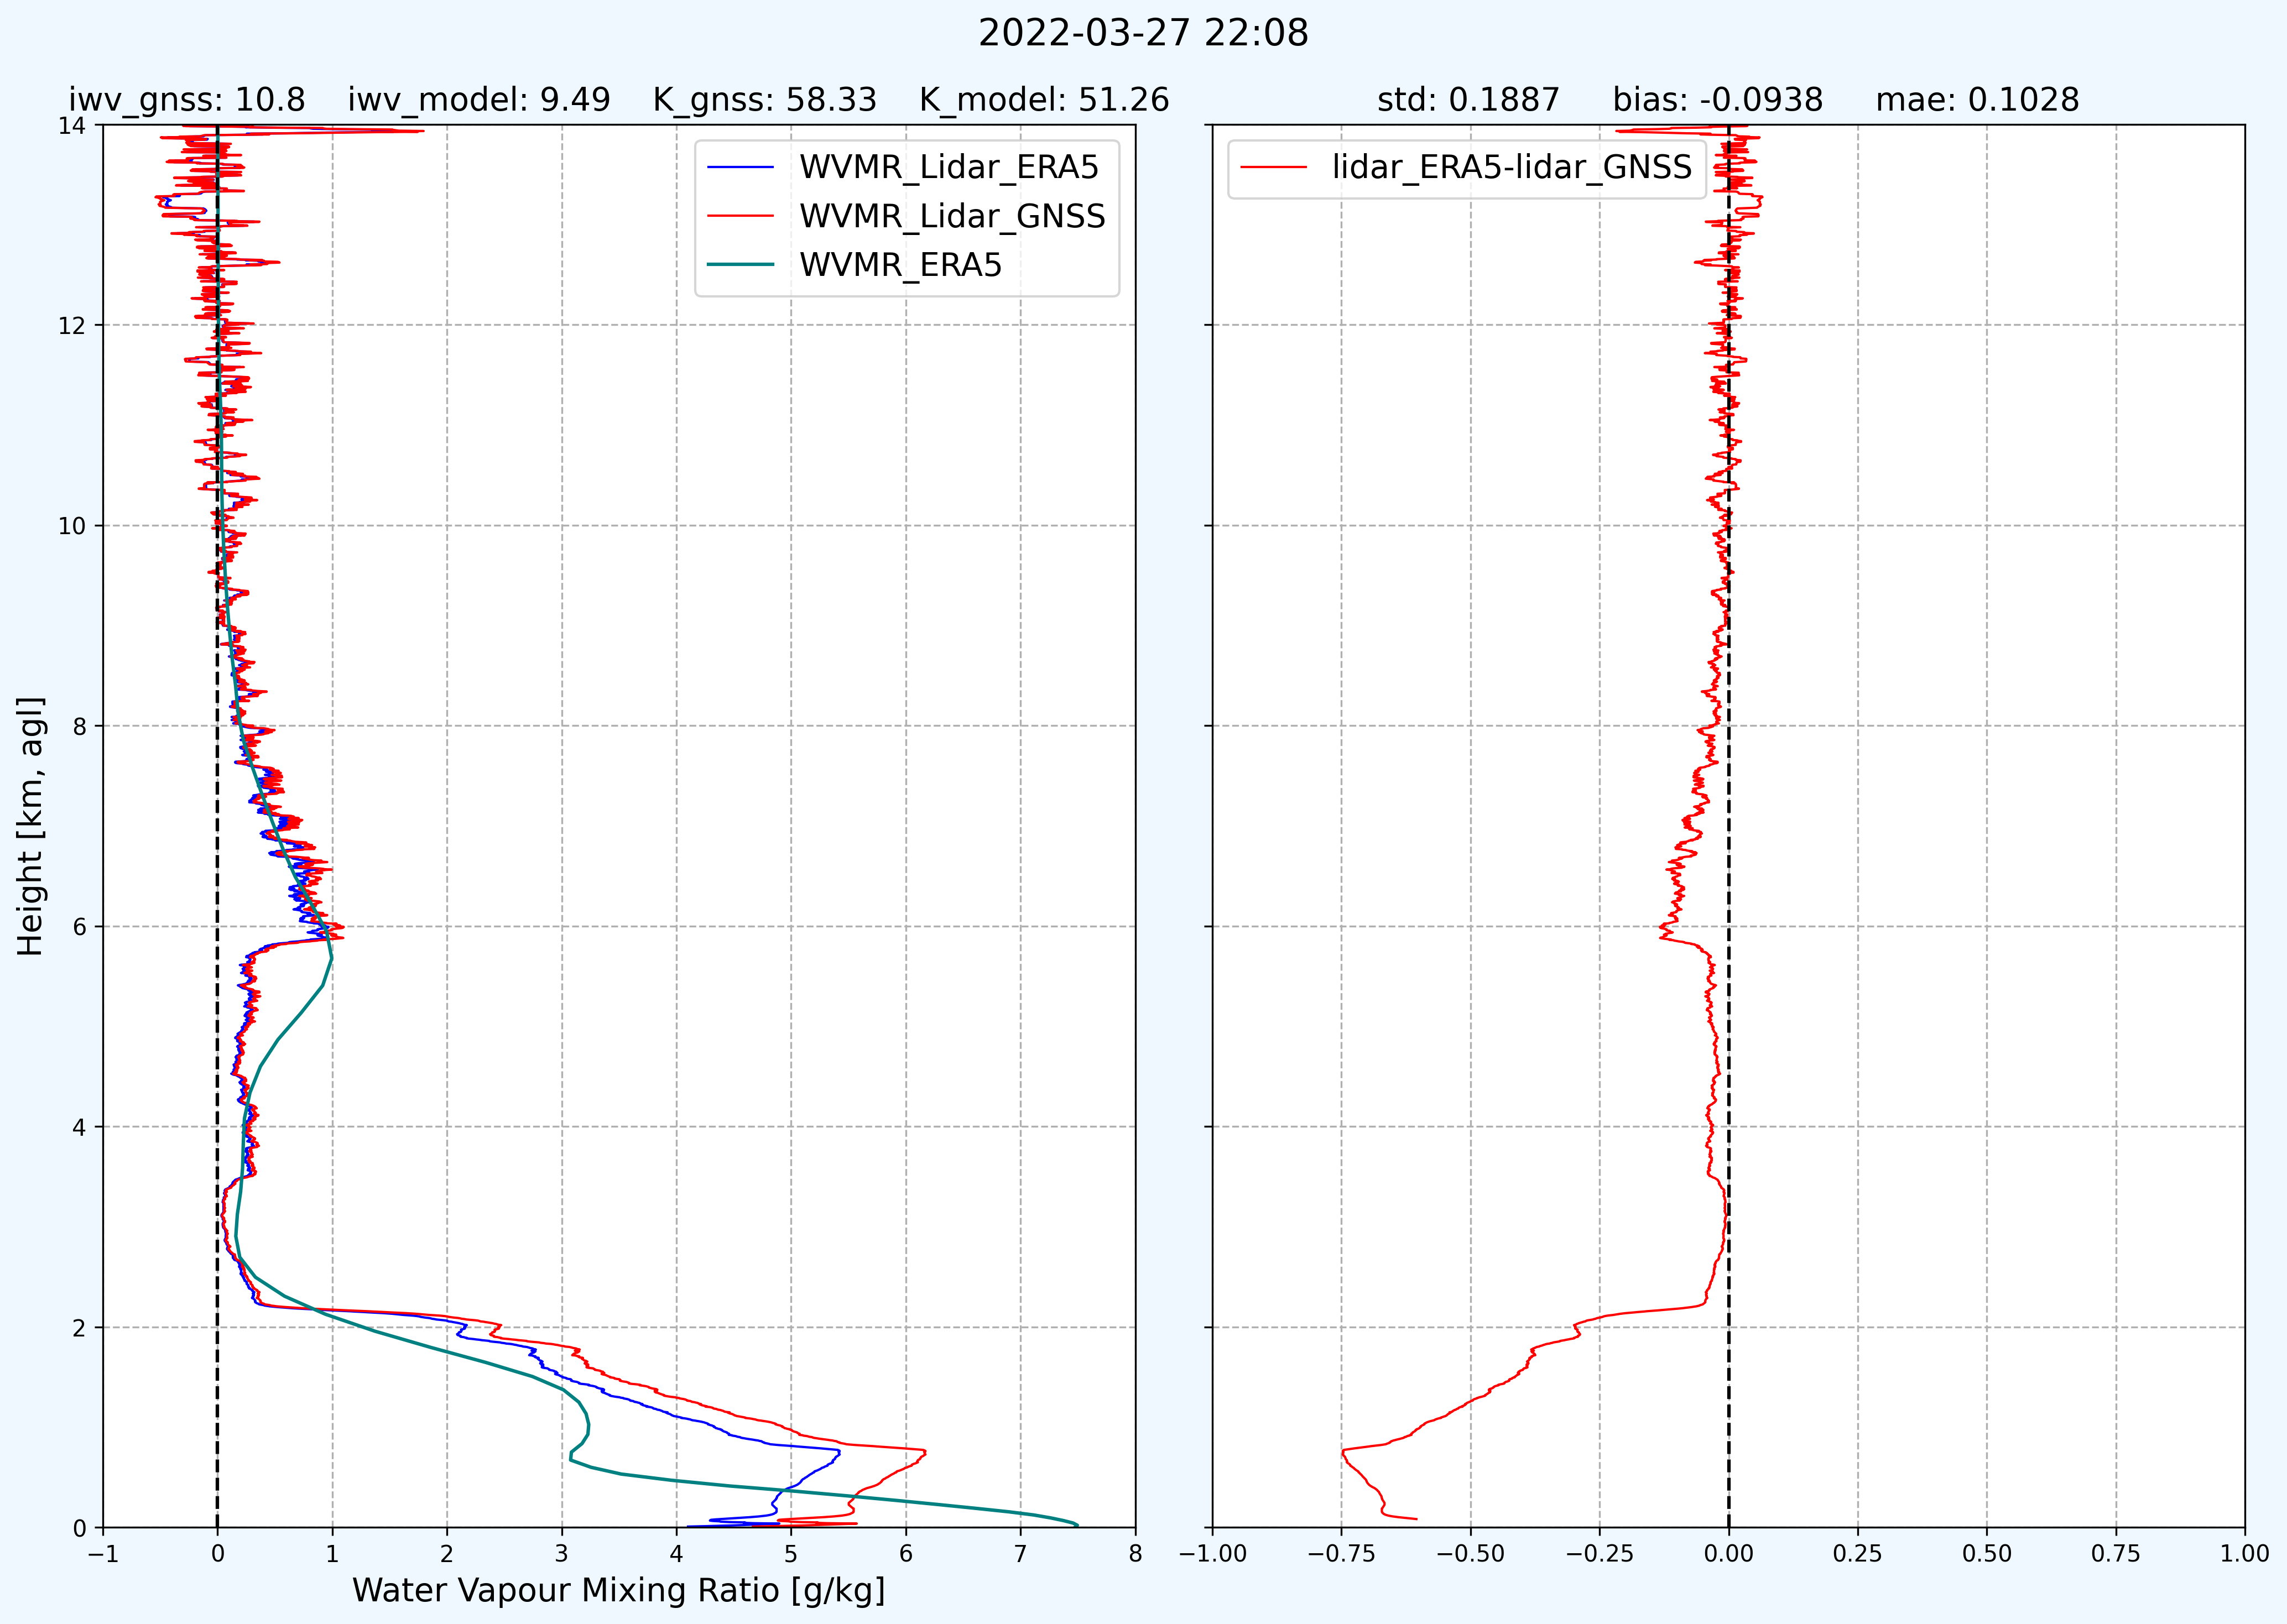 2022-03-27 22:08
iwv_gnss: 10.8 iwv_model: 9.49 K_gnss: 58.33 K_model: 51.26
std: 0.1887 bias: -0.0938 mae: 0.1028
WVMR_Lidar_ERA5
WVMR_Lidar_GNSS
WVMR_ERA5
lidar_ERA5-lidar_GNSS
Height [km, agl]
14
12
10
8
6
4
2
0
−1 0 1 2 3 4 5 6 7 8
Water Vapour Mixing Ratio [g/kg]
−1.00 −0.75 −0.50 −0.25 0.00 0.25 0.50 0.75 1.00